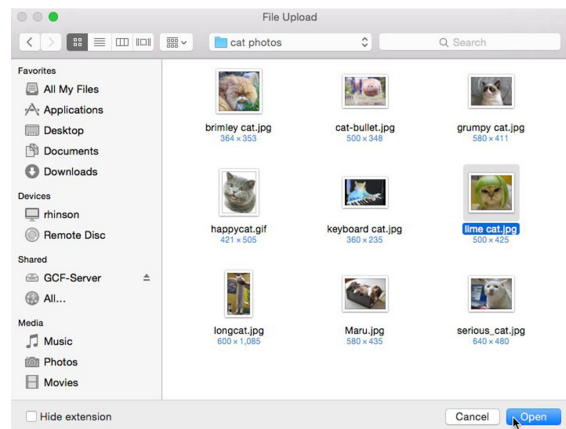 File Upload
cat photos
Search
Favorites
All My Files
Applications
Desktop
Documents
Downloads
Devices
rhinson
Remote Disc
Shared
GCF-Server
All...
Media
Music
Photos
Movies
brimley cat.jpg
364 × 353
cat-bullet.jpg
500 × 348
grumpy cat.jpg
580 × 411
happycat.gif
421 × 505
keyboard cat.jpg
360 × 235
lime cat.jpg
500 × 425
longcat.jpg
600 × 1,085
Maru.jpg
580 × 435
serious_cat.jpg
640 × 480
Hide extension
Cancel
Open